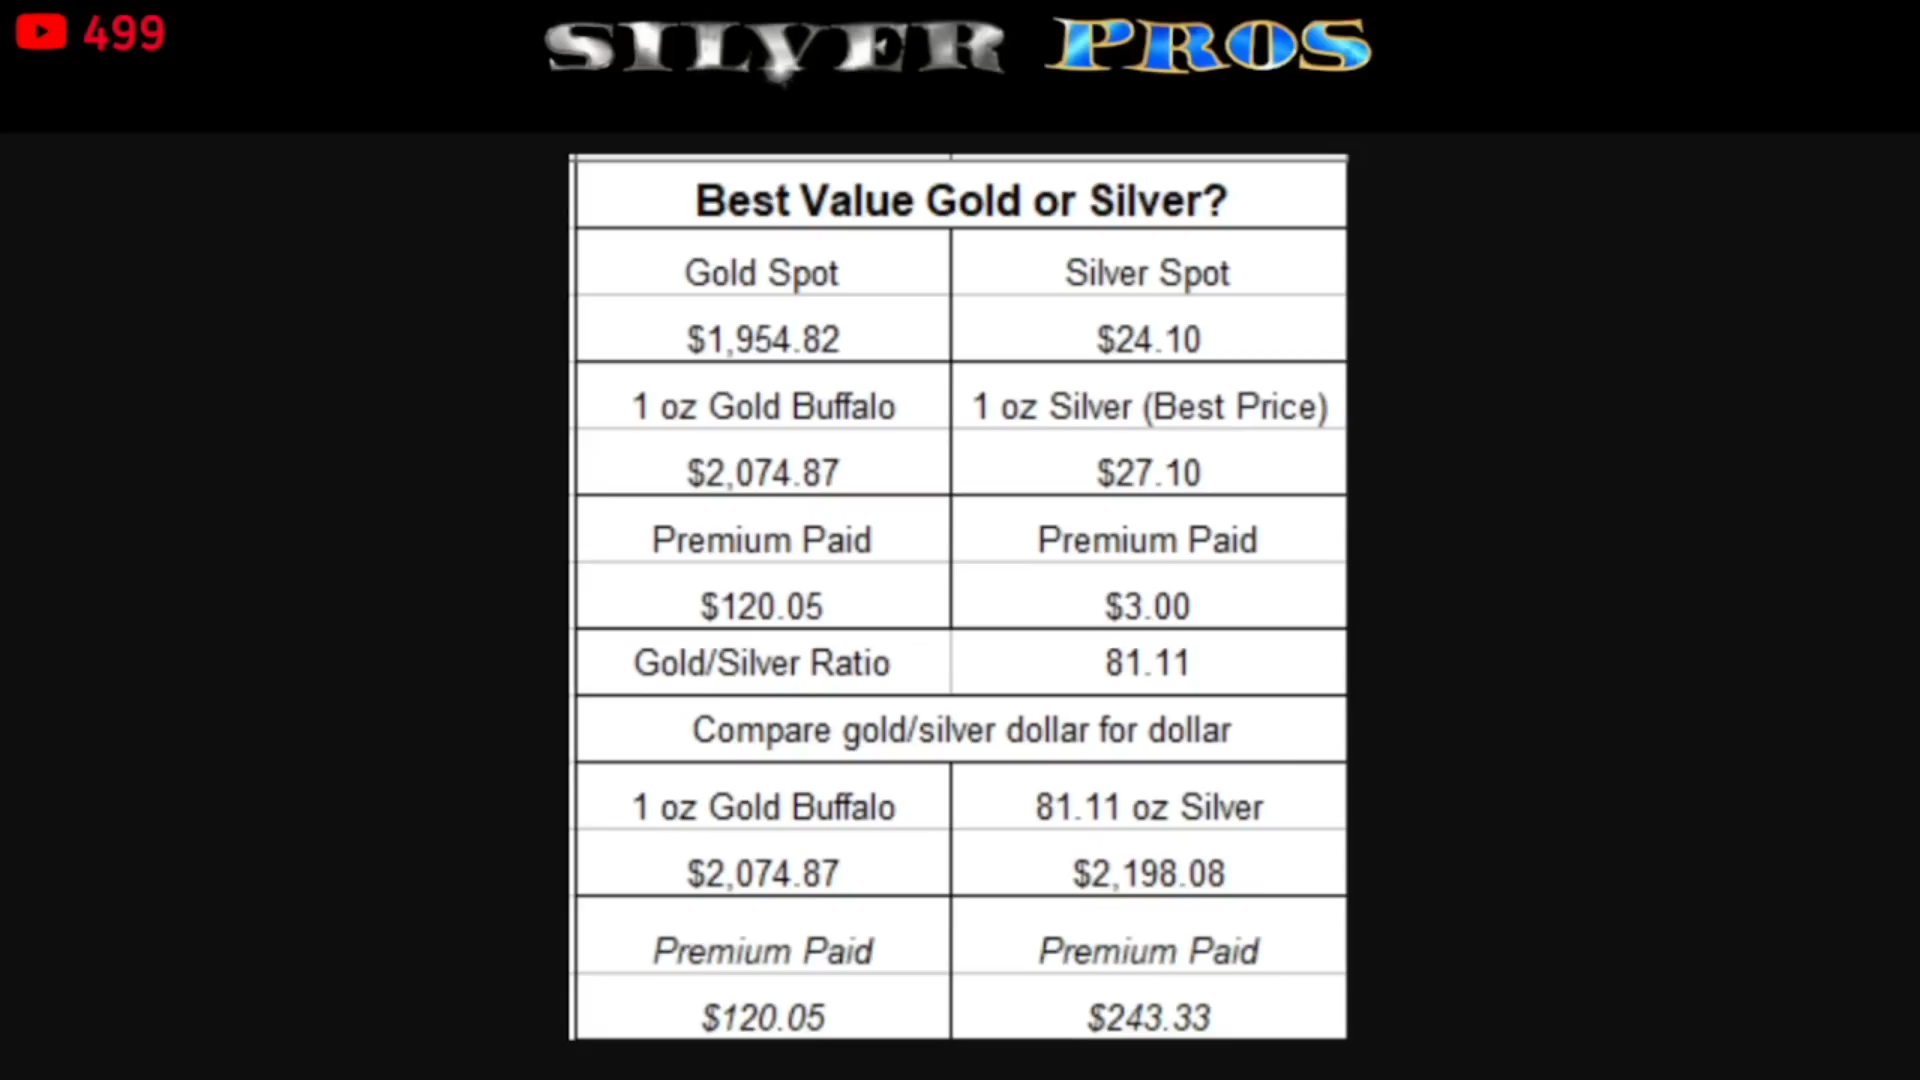 499
SILVER PROS
Best Value Gold or Silver?
Gold Spot Silver Spot
$1,954.82 $24.10
1 oz Gold Buffalo 1 oz Silver (Best Price)
$2,074.87 $27.10
Premium Paid Premium Paid
$120.05 $3.00
Gold/Silver Ratio 81.11
Compare gold/silver dollar for dollar
1 oz Gold Buffalo 81.11 oz Silver
$2,074.87 $2,198.08
Premium Paid Premium Paid
$120.05 $243.33